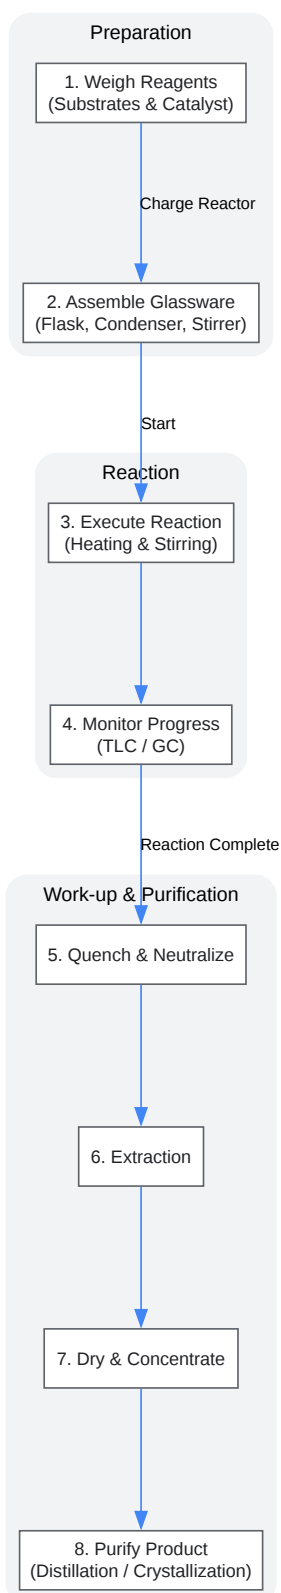 Preparation
1. Weigh Reagents
(Substrates & Catalyst)
Charge Reactor
2. Assemble Glassware
(Flask, Condenser, Stirrer)
Start
Reaction
3. Execute Reaction
(Heating & Stirring)
4. Monitor Progress
(TLC / GC)
Reaction Complete
Work-up & Purification
5. Quench & Neutralize
6. Extraction
7. Dry & Concentrate
8. Purify Product
(Distillation / Crystallization)